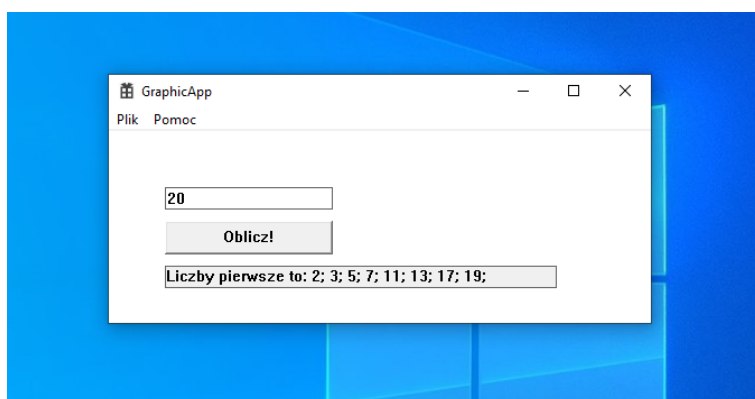 GraphicApp
Plik Pomoc
20
Oblicz!
Liczby pierwsze to: 2; 3; 5; 7; 11; 13; 17; 19;